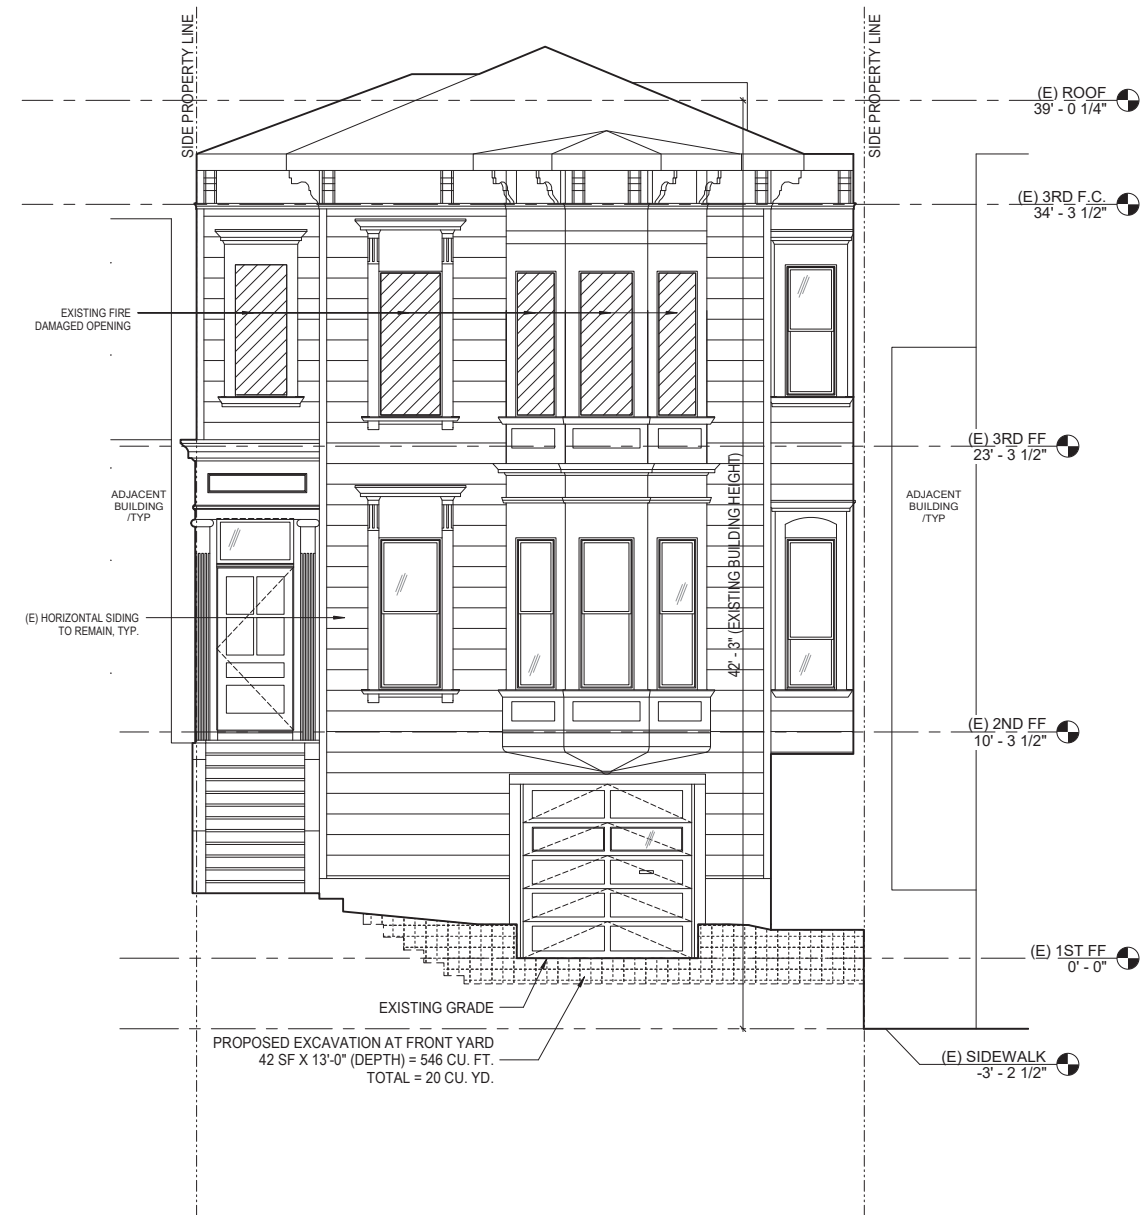 SIDE PROPERTY LINE
SIDE PROPERTY LINE
(E) ROOF
39' - 0 1/4"
(E) 3RD F.C.
34' - 3 1/2"
EXISTING FIRE
DAMAGED OPENING
(E) 3RD FF
23' - 3 1/2"
ADJACENT
BUILDING
/TYP
42' - 3" (EXISTING BUILDING HEIGHT)
ADJACENT
BUILDING
/TYP
(E) HORIZONTAL SIDING
TO REMAIN, TYP.
(E) 2ND FF
10' - 3 1/2"
(E) 1ST FF
0' - 0"
EXISTING GRADE
PROPOSED EXCAVATION AT FRONT YARD
42 SF X 13'-0" (DEPTH) = 546 CU. FT.
TOTAL = 20 CU. YD.
(E) SIDEWALK
-3' - 2 1/2"